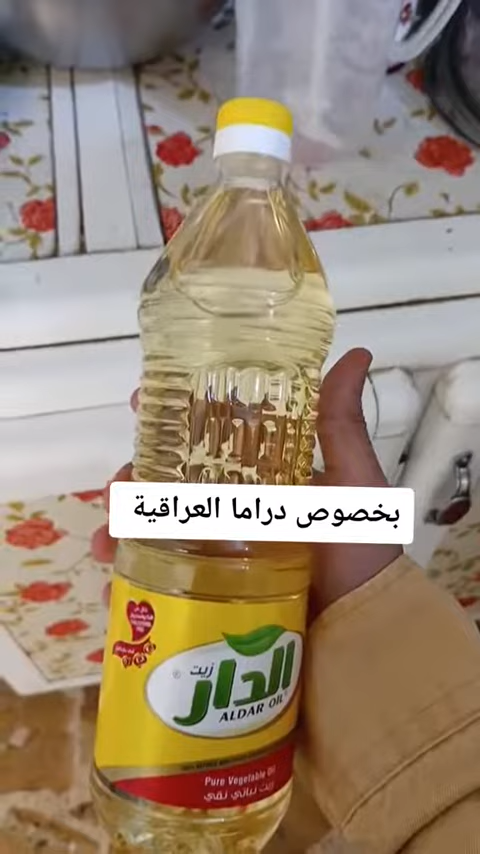 بخصوص دراما العراقية
زيت
الدار
ALDAR OIL
Pure Vegetable Oil
زيت نباتي نقي